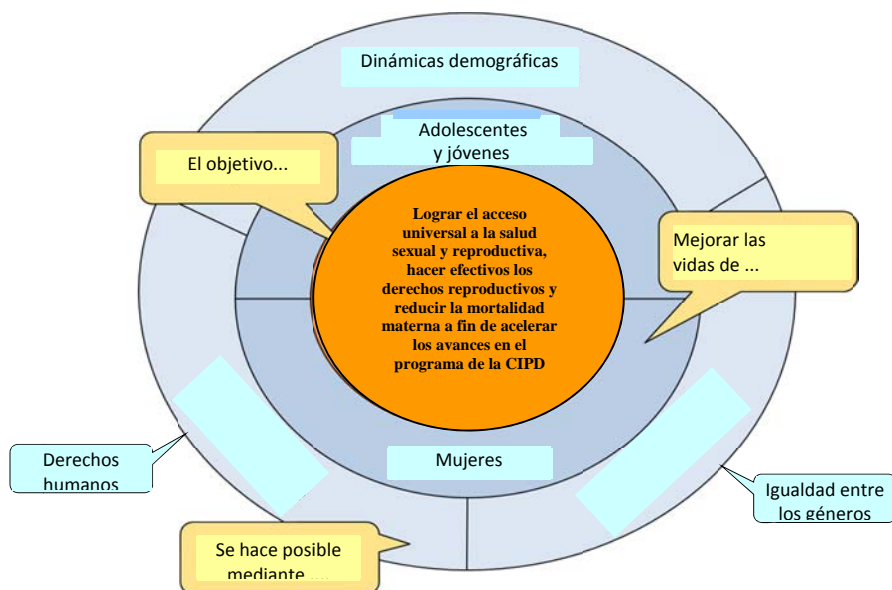 Dinámicas demográficas
Adolescentes
y jóvenes
El objetivo...
Lograr el acceso
universal a la salud
sexual y reproductiva,
hacer efectivos los
derechos reproductivos y
reducir la mortalidad
materna a fin de acelerar
los avances en el
programa de la CIPD
Mejorar las
vidas de ...
Derechos
humanos
Mujeres
Igualdad entre
los géneros
Se hace posible
mediante ....